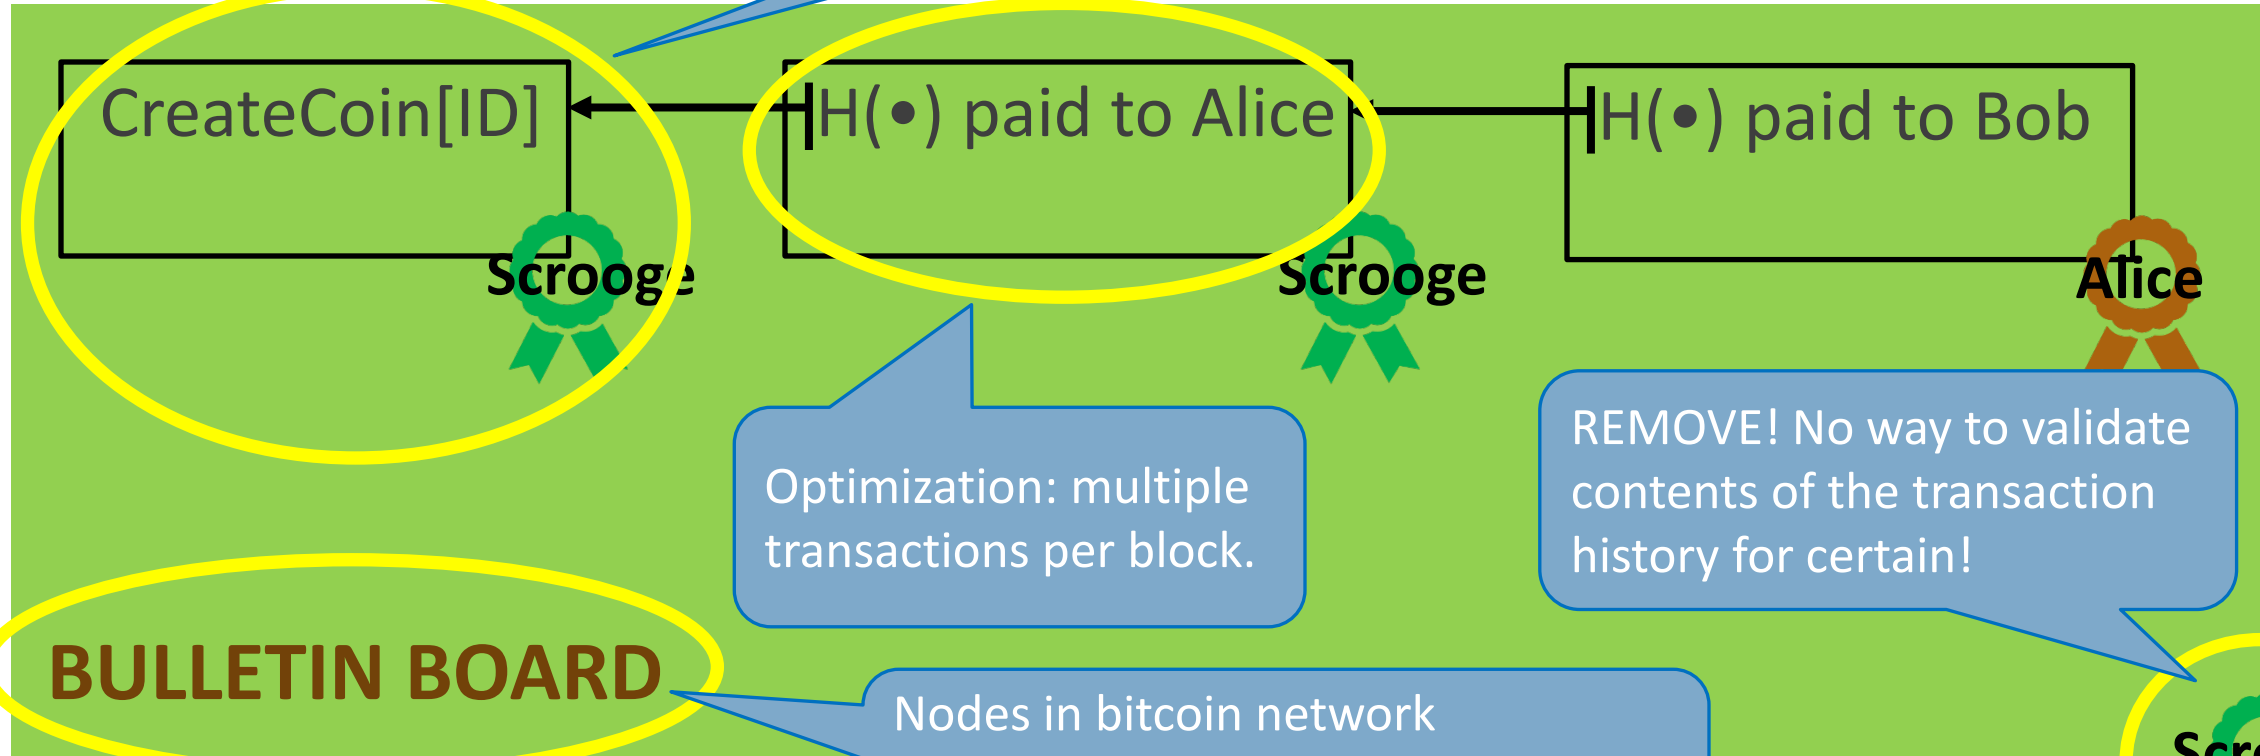 CreateCoin[ID]
H(•) paid to Alice
H(•) paid to Bob
Scrooge
Scrooge
Alice
Optimization: multiple
transactions per block.
REMOVE! No way to validate
contents of the transaction
history for certain!
BULLETIN BOARD
Nodes in bitcoin network